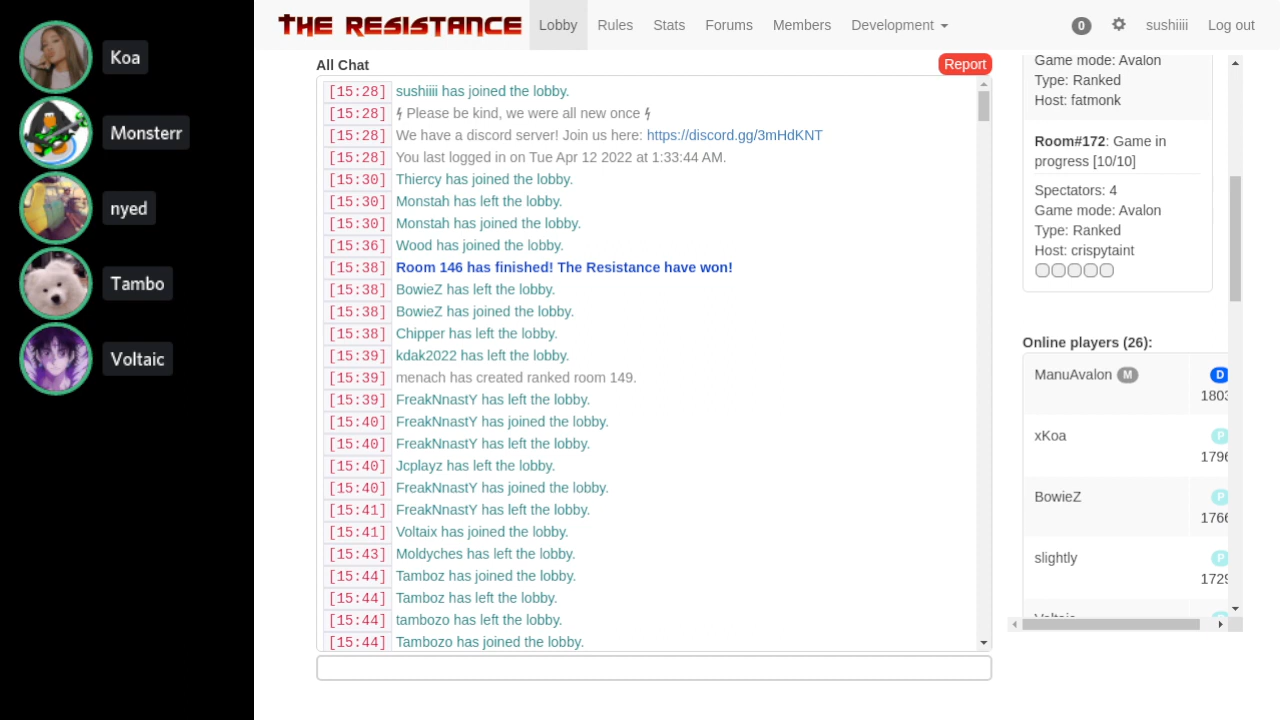 Koa
Monsterr
nyed
Tambo
Voltaic
THE RESISTANCE Lobby Rules Stats Forums Members Development 0 sushiiii Log out
All Chat Report
[15:28] sushiiii has joined the lobby.
[15:28] Please be kind, we were all new once
[15:28] We have a discord server! Join us here: https://discord.gg/3mHdKNT
[15:28] You last logged in on Tue Apr 12 2022 at 1:33:44 AM.
[15:30] Thiercy has joined the lobby.
[15:30] Monstah has left the lobby.
[15:30] Monstah has joined the lobby.
[15:36] Wood has joined the lobby.
[15:38] Room 146 has finished! The Resistance have won!
[15:38] BowieZ has left the lobby.
[15:38] BowieZ has joined the lobby.
[15:38] Chipper has left the lobby.
[15:39] kdak2022 has left the lobby.
[15:39] menach has created ranked room 149.
[15:39] FreakNnastY has left the lobby.
[15:40] FreakNnastY has joined the lobby.
[15:40] FreakNnastY has left the lobby.
[15:40] Jcplayz has left the lobby.
[15:40] FreakNnastY has joined the lobby.
[15:41] FreakNnastY has left the lobby.
[15:41] Voltaix has joined the lobby.
[15:43] Moldyches has left the lobby.
[15:44] Tamboz has joined the lobby.
[15:44] Tamboz has left the lobby.
[15:44] tambozo has left the lobby.
[15:44] Tambozo has joined the lobby.
Game mode: Avalon
Type: Ranked
Host: fatmonk
Room#172: Game in
progress [10/10]
Spectators: 4
Game mode: Avalon
Type: Ranked
Host: crispytaint
Online players (26):
ManuAvalon M D
1803
xKoa P
1796
BowieZ P
1766
slightly P
1729